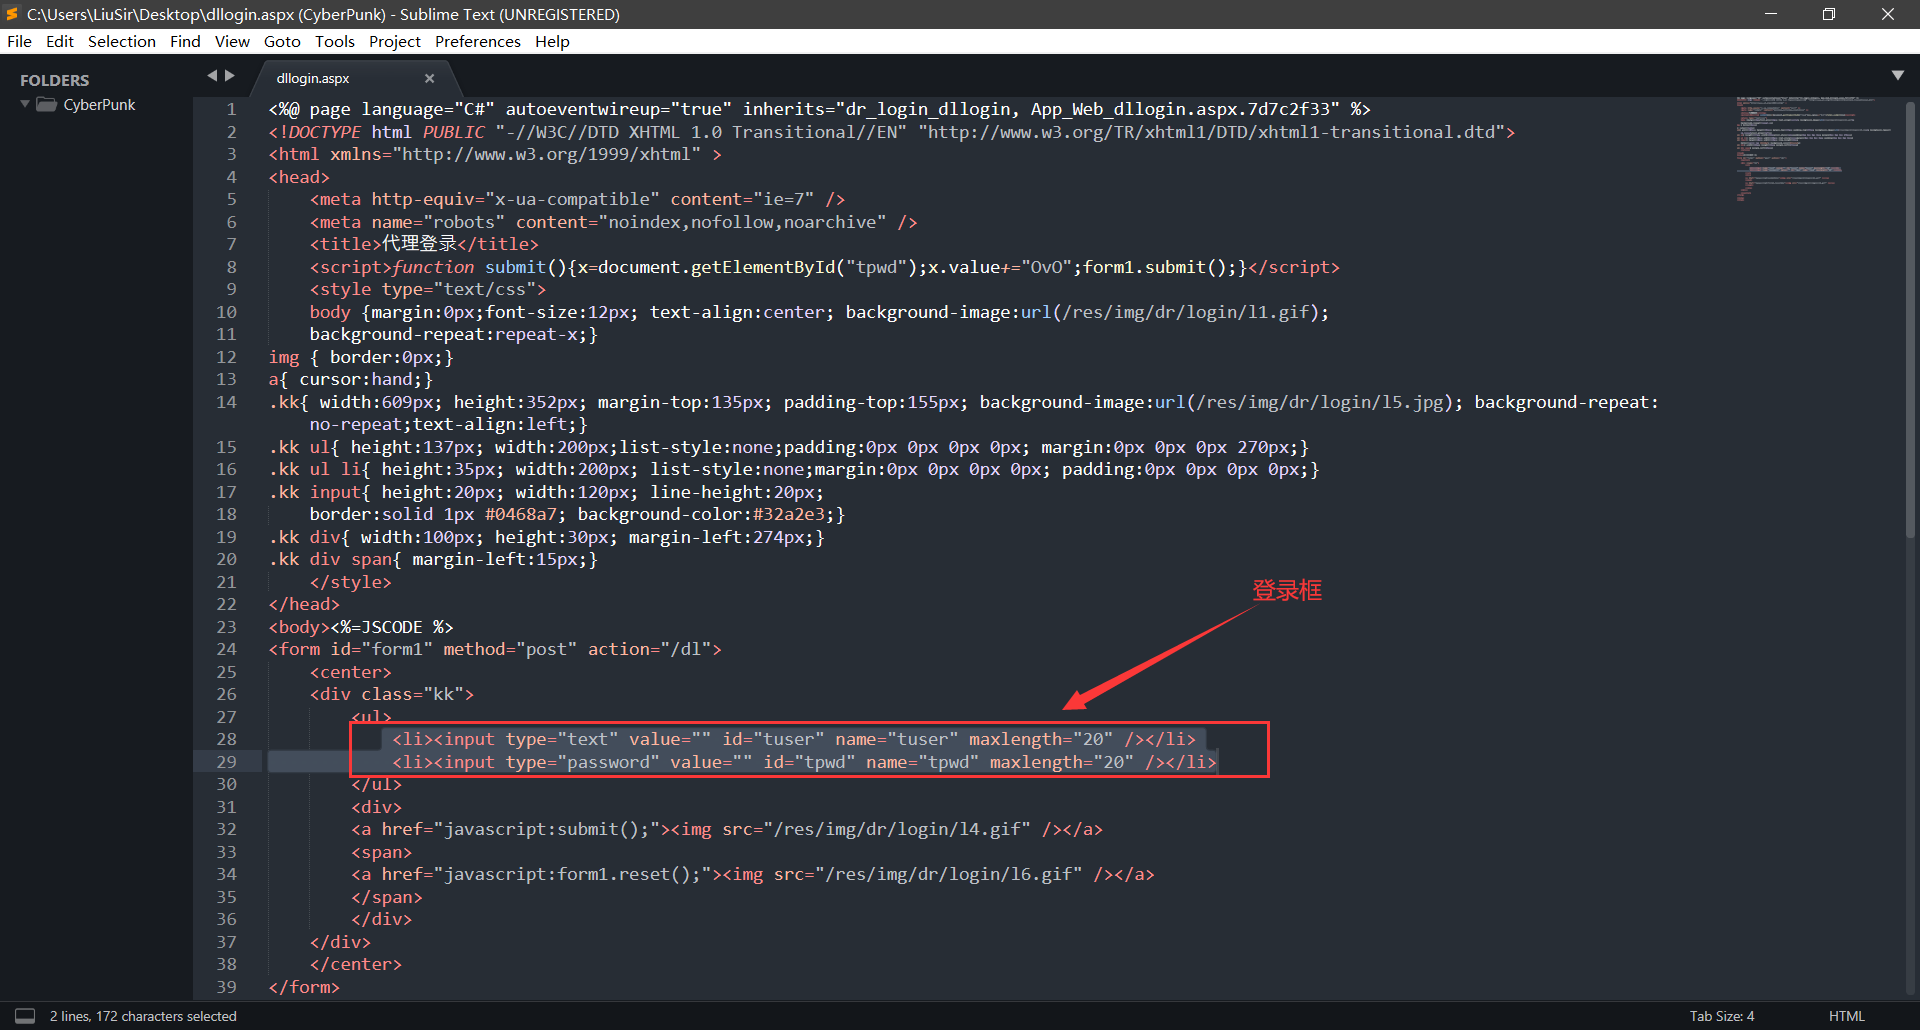 C:\Users\LiuSir\Desktop\dllogin.aspx (CyberPunk) - Sublime Text (UNREGISTERED)
File Edit Selection Find View Goto Tools Project Preferences Help
FOLDERS
CyberPunk
dllogin.aspx
1 <%@ page language="C#" autoeventwireup="true" inherits="dr_login_dllogin, App_Web_dllogin.aspx.7d7c2f33" %>
2 <!DOCTYPE html PUBLIC "-//W3C//DTD XHTML 1.0 Transitional//EN" "http://www.w3.org/TR/xhtml1/DTD/xhtml1-transitional.dtd">
3 <html xmlns="http://www.w3.org/1999/xhtml" >
4 <head>
5 <meta http-equiv="x-ua-compatible" content="ie=7" />
6 <meta name="robots" content="noindex,nofollow,noarchive" />
7 <title>代理登录</title>
8 <script>function submit(){x=document.getElementById("tpwd");x.value+="OvO";form1.submit();}</script>
9 <style type="text/css">
10 body {margin:0px;font-size:12px; text-align:center; background-image:url(/res/img/dr/login/l1.gif);
11 background-repeat:repeat-x;}
12 img { border:0px;}
13 a{ cursor:hand;}
14 .kk{ width:609px; height:352px; margin-top:135px; padding-top:155px; background-image:url(/res/img/dr/login/l5.jpg); background-repeat:
no-repeat;text-align:left;}
15 .kk ul{ height:137px; width:200px;list-style:none;padding:0px 0px 0px 0px; margin:0px 0px 0px 270px;}
16 .kk ul li{ height:35px; width:200px; list-style:none;margin:0px 0px 0px 0px; padding:0px 0px 0px 0px;}
17 .kk input{ height:20px; width:120px; line-height:20px;
18 border:solid 1px #0468a7; background-color:#32a2e3;}
19 .kk div{ width:100px; height:30px; margin-left:274px;}
20 .kk div span{ margin-left:15px;}
21 </style>
登录框
22 </head>
23 <body><%=JSCODE %>
24 <form id="form1" method="post" action="/dl">
25 <center>
26 <div class="kk">
27 <ul>
28 <li><input type="text" value="" id="tuser" name="tuser" maxlength="20" /></li>
29 <li><input type="password" value="" id="tpwd" name="tpwd" maxlength="20" /></li>
30 </ul>
31 <div>
32 <a href="javascript:submit();"><img src="/res/img/dr/login/l4.gif" /></a>
33 <span>
34 <a href="javascript:form1.reset();"><img src="/res/img/dr/login/l6.gif" /></a>
35 </span>
36 </div>
37 </div>
38 </center>
39 </form>
2 lines, 172 characters selected
Tab Size: 4
HTML